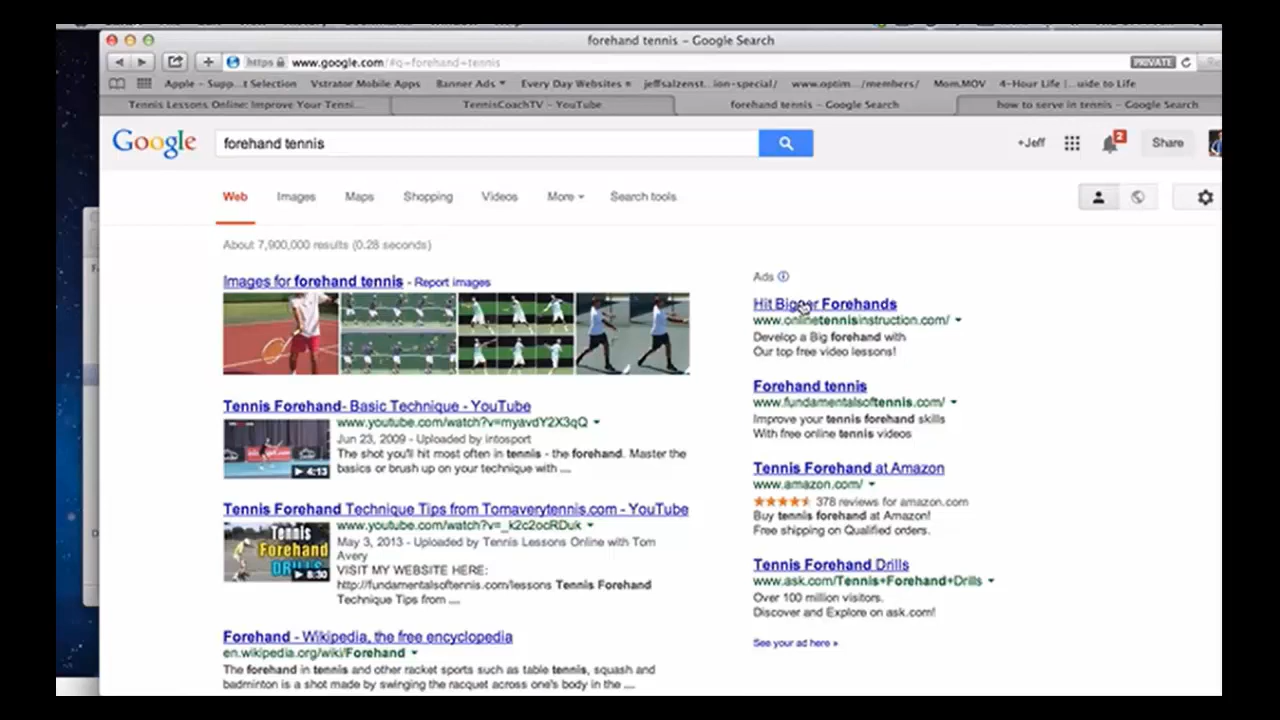 forehand tennis – Google Search
https www.google.com/#q=forehand+tennis PRIVATE
Apple - Supp...t Selection Vstrator Mobile Apps Banner Ads Every Day Websites jeffsalzenst...ion-special/ www.optim.../members/ Mom.MOV 4-Hour Life |...uide to Life
Tennis Lessons Online: Improve Your Tenni... TennisCoachTV – YouTube forehand tennis – Google Search how to serve in tennis – Google Search
Google forehand tennis +Jeff 2 Share
Web Images Maps Shopping Videos More Search tools
About 7,900,000 results (0.28 seconds)
Images for forehand tennis - Report images
Tennis Forehand- Basic Technique - YouTube
www.youtube.com/watch?v=myavdY2X3qQ
Jun 23, 2009 - Uploaded by intosport
The shot you'll hit most often in tennis - the forehand. Master the
basics or brush up on your technique with ....
4:13
Tennis Forehand Technique Tips from Tomaverytennis.com - YouTube
www.youtube.com/watch?v=_k2c2ocRDuk
May 3, 2013 - Uploaded by Tennis Lessons Online with Tom
Avery
VISIT MY WEBSITE HERE:
http://fundamentalsoftennis.com/lessons Tennis Forehand
Technique Tips from ....
Tennis
Forehand
DRILLS
8:30
Forehand - Wikipedia, the free encyclopedia
en.wikipedia.org/wiki/Forehand
The forehand in tennis and other racket sports such as table tennis, squash and
badminton is a shot made by swinging the racquet across one's body in the ....
Ads
Hit Bigger Forehands
www.onlinetennisinstruction.com/
Develop a Big forehand with
Our top free video lessons!
Forehand tennis
www.fundamentalsoftennis.com/
Improve your tennis forehand skills
With free online tennis videos
Tennis Forehand at Amazon
www.amazon.com/
378 reviews for amazon.com
Buy tennis forehand at Amazon!
Free shipping on Qualified orders.
Tennis Forehand Drills
www.ask.com/Tennis+Forehand+Drills
Over 100 million visitors.
Discover and Explore on ask.com!
See your ad here »